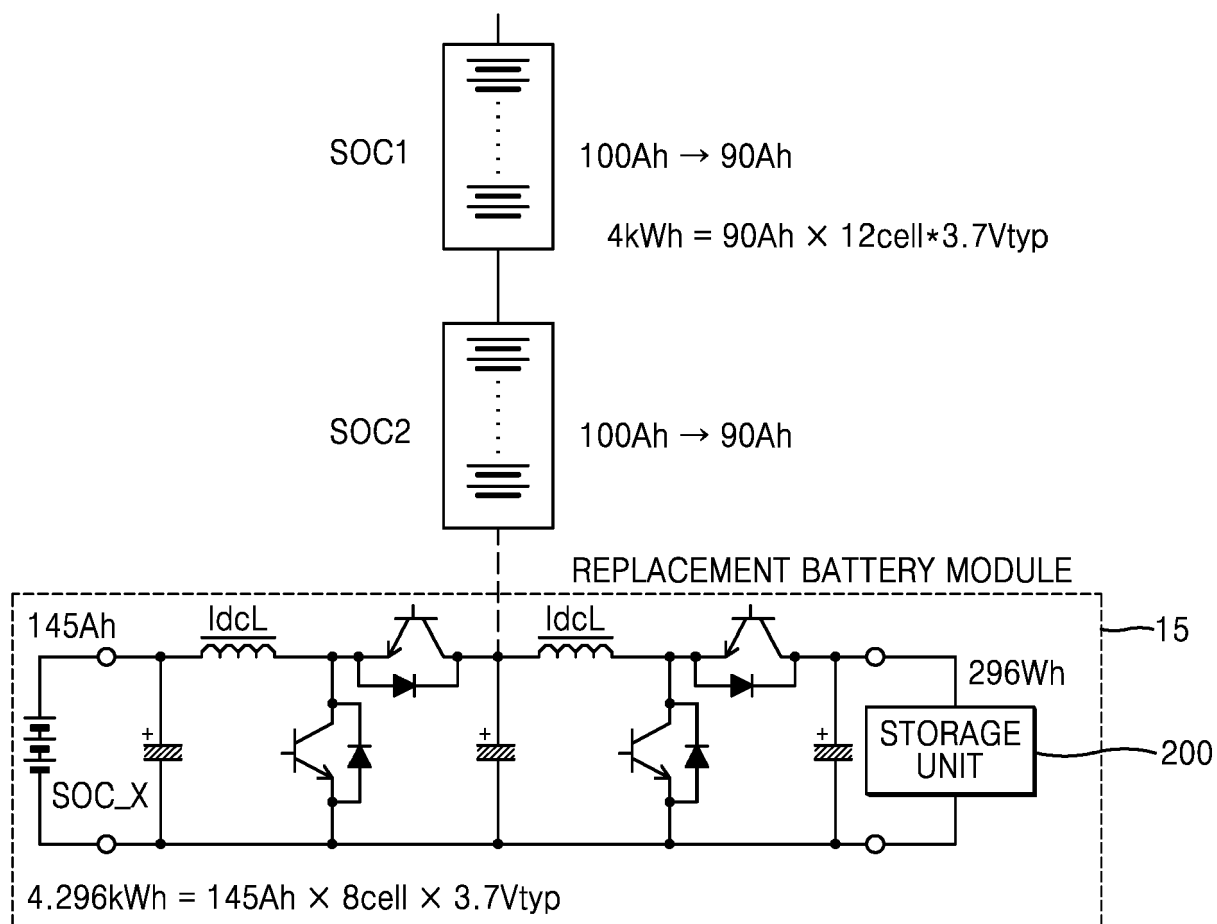 SOC1
100Ah → 90Ah
4kWh = 90Ah × 12cell*3.7Vtyp
SOC2
100Ah → 90Ah
REPLACEMENT BATTERY MODULE
145Ah
IdcL
IdcL
15
296Wh
+
+
+
STORAGE
UNIT
200
SOC_X
4.296kWh = 145Ah × 8cell × 3.7Vtyp